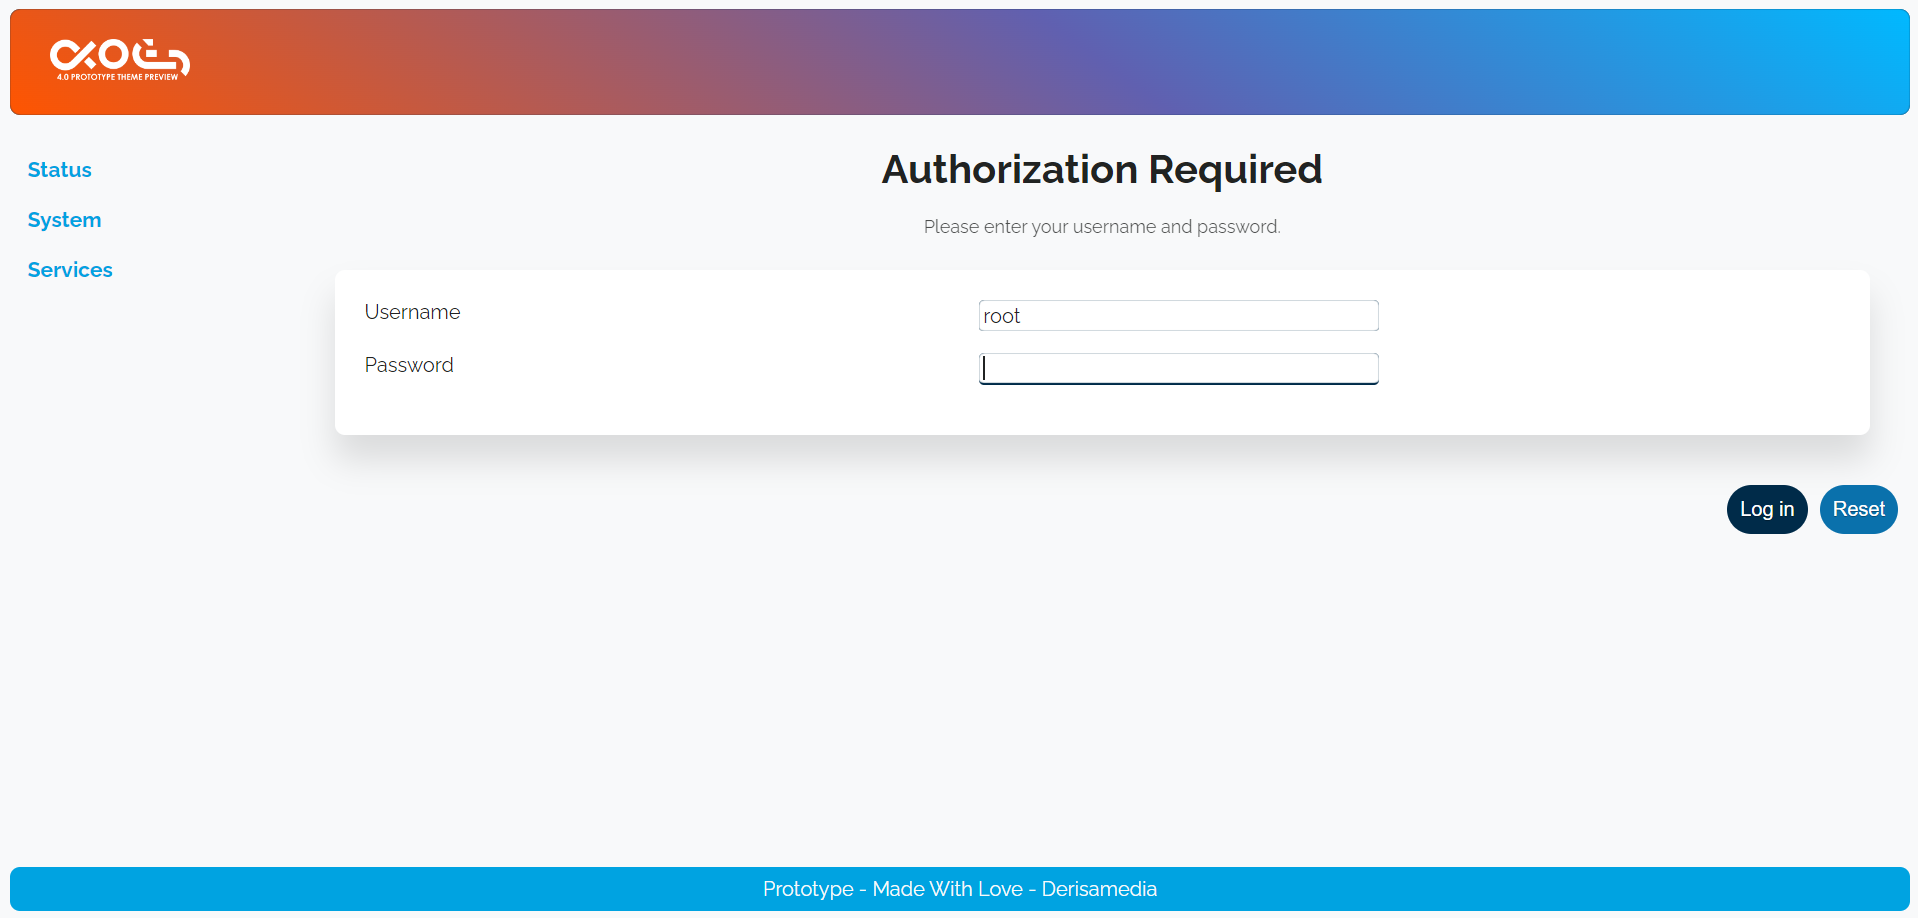 4.0 PROTOTYPE THEME PREVIEW
Status
System
Services
Authorization Required
Please enter your username and password.
Username
root
Password
Log in
Reset
Prototype - Made With Love - Derisamedia